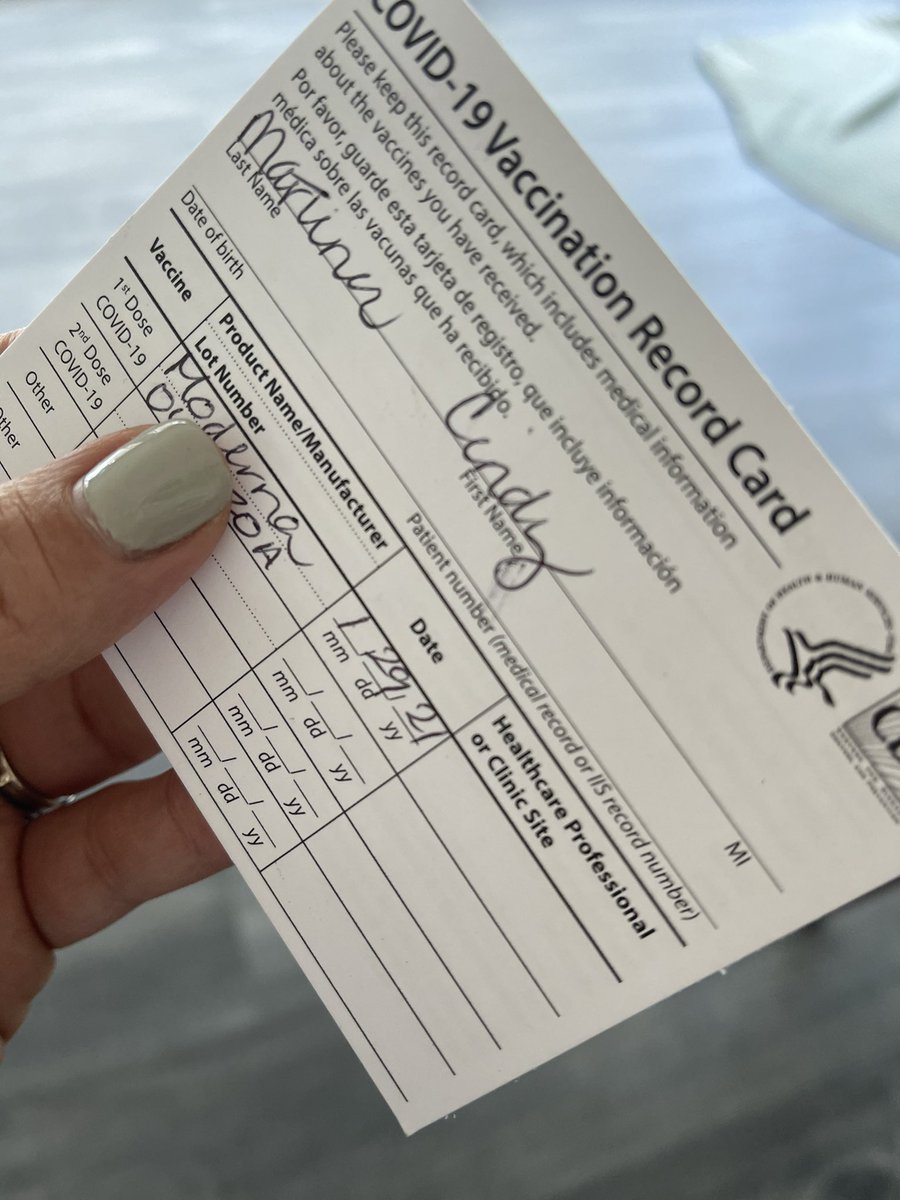 COVID-19 Vaccination Record Card
Please keep this record card, which includes medical information
about the vaccines you have received.
Por favor, guarde esta tarjeta de registro, que incluye información
médica sobre las vacunas que ha recibido.
Martinez Cindy
Last Name First Name MI
Date of birth Patient number (medical record or IIS record number)
Vaccine Product Name/Manufacturer Date Healthcare Professional
Lot Number or Clinic Site
1st Dose Moderna 1/29/21
COVID-19 20A mm dd yy
2nd Dose / /
COVID-19 mm dd yy
Other / /
mm dd yy
Other / /
mm dd yy